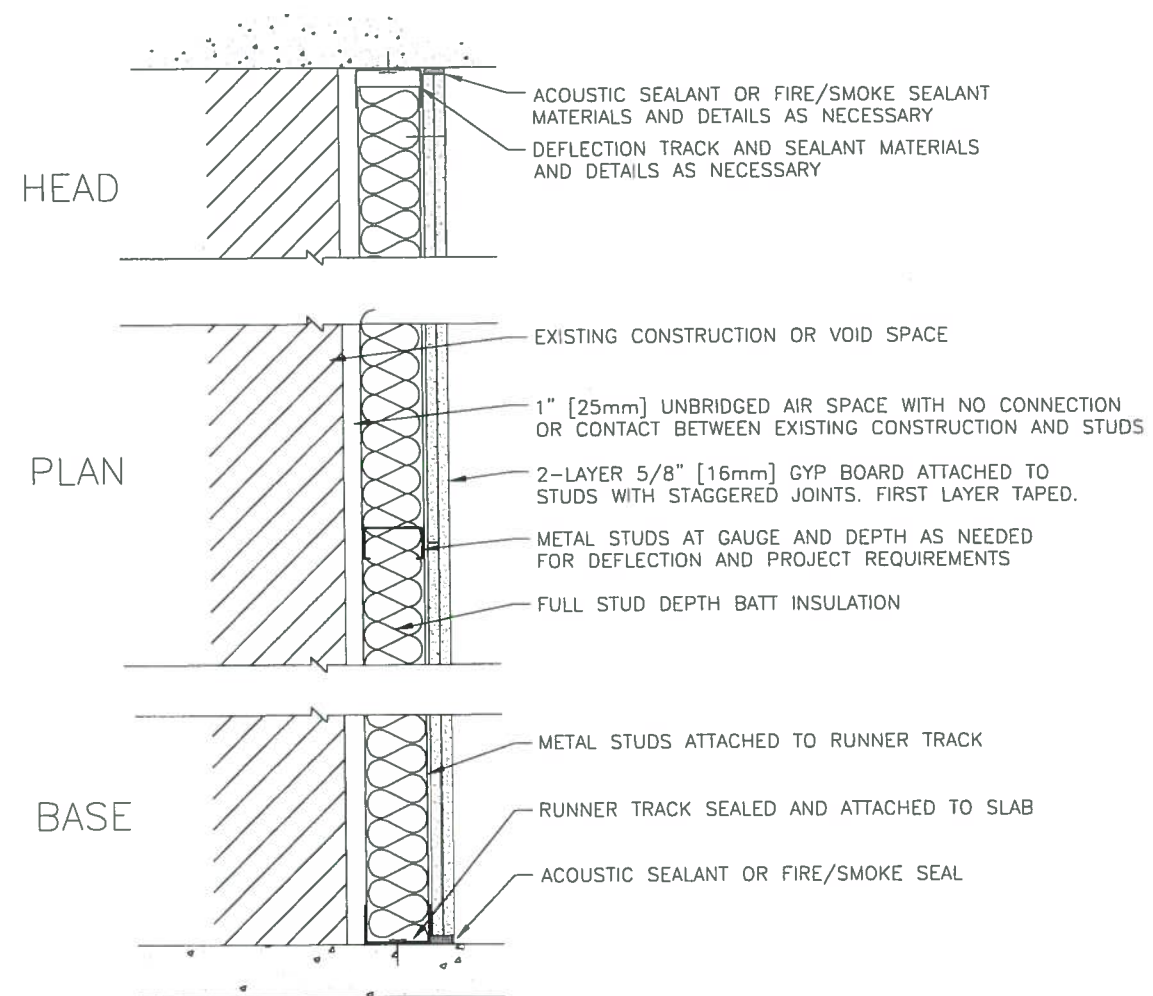 ACOUSTIC SEALANT OR FIRE/SMOKE SEALANT
MATERIALS AND DETAILS AS NECESSARY
DEFLECTION TRACK AND SEALANT MATERIALS
AND DETAILS AS NECESSARY
HEAD
EXISTING CONSTRUCTION OR VOID SPACE
1" [25mm] UNBRIDGED AIR SPACE WITH NO CONNECTION
OR CONTACT BETWEEN EXISTING CONSTRUCTION AND STUDS
PLAN
2-LAYER 5/8" [16mm] GYP BOARD ATTACHED TO
STUDS WITH STAGGERED JOINTS. FIRST LAYER TAPED.
METAL STUDS AT GAUGE AND DEPTH AS NEEDED
FOR DEFLECTION AND PROJECT REQUIREMENTS
FULL STUD DEPTH BATT INSULATION
METAL STUDS ATTACHED TO RUNNER TRACK
BASE
RUNNER TRACK SEALED AND ATTACHED TO SLAB
ACOUSTIC SEALANT OR FIRE/SMOKE SEAL